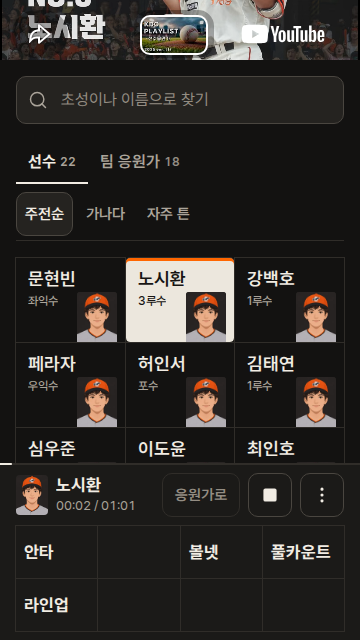 NO.8
노시환
KBO
PLAYLIST
YouTube
초성이나 이름으로 찾기
선수 22 팀 응원가 18
주전순 가나다 자주 튼
문현빈 노시환 강백호
좌익수 3루수 1루수
페라자 허인서 김태연
우익수 포수 1루수
심우준 이도윤 최인호
노시환
00:02 / 01:01
응원가로
안타 볼넷 풀카운트
라인업